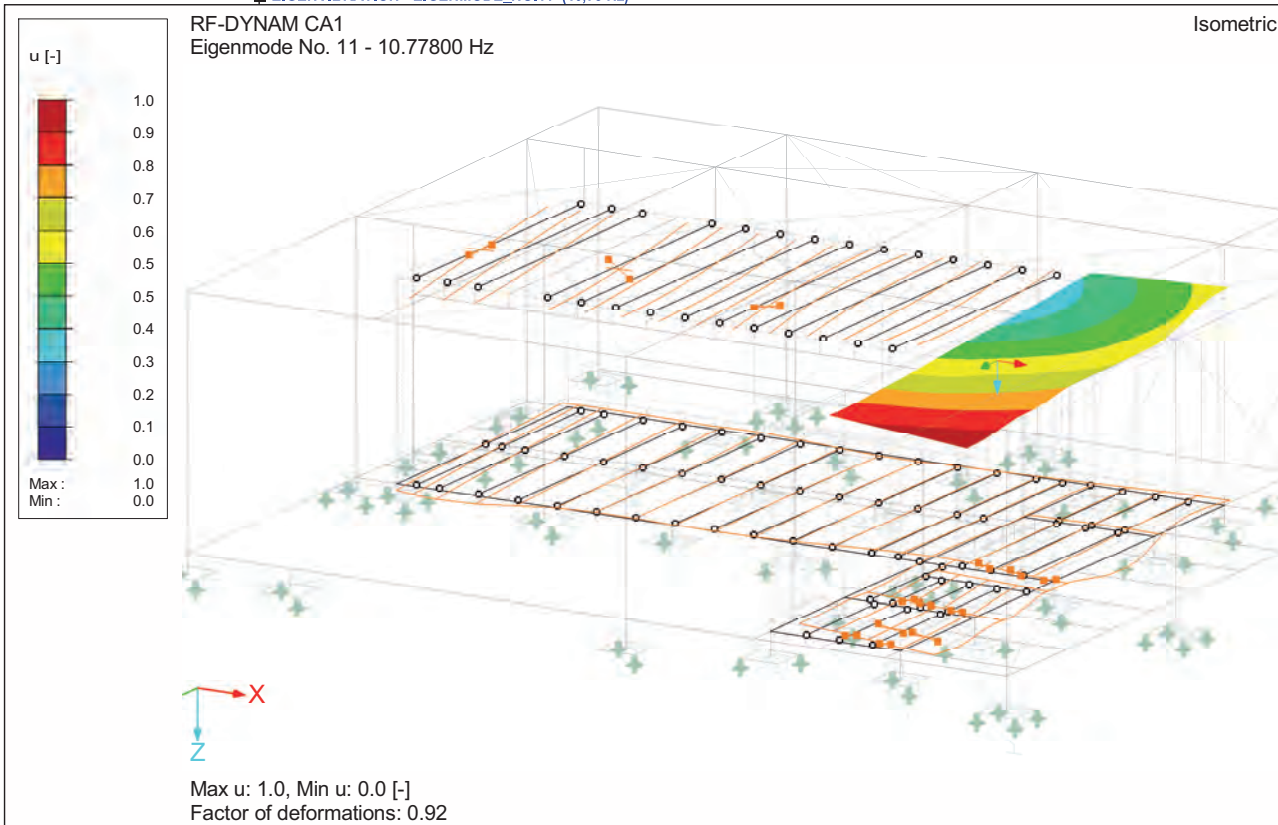 RF-DYNAM CA1
Isometric
Eigenmode No. 11 - 10.77800 Hz
u [-]
1.0
0.9
0.8
0.7
0.6
0.5
0.5
0.4
0.3
0.2
0.1
0.0
Max : 1.0
Min : 0.0
X
Z
Max u: 1.0, Min u: 0.0 [-]
Factor of deformations: 0.92